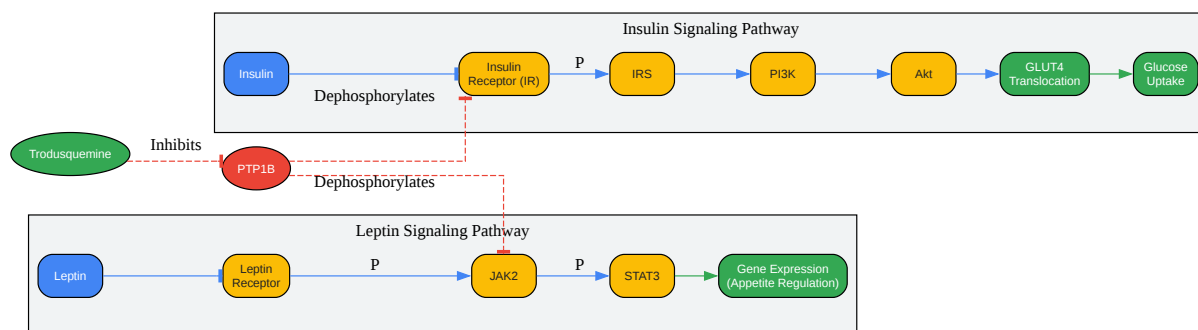 Insulin Signaling Pathway
Insulin
Insulin
Receptor (IR)
P
IRS
PI3K
Akt
GLUT4
Translocation
Glucose
Uptake
Dephosphorylates
Trodusquemine
Inhibits
PTP1B
Dephosphorylates
Leptin Signaling Pathway
Leptin
Leptin
Receptor
P
JAK2
P
STAT3
Gene Expression
(Appetite Regulation)